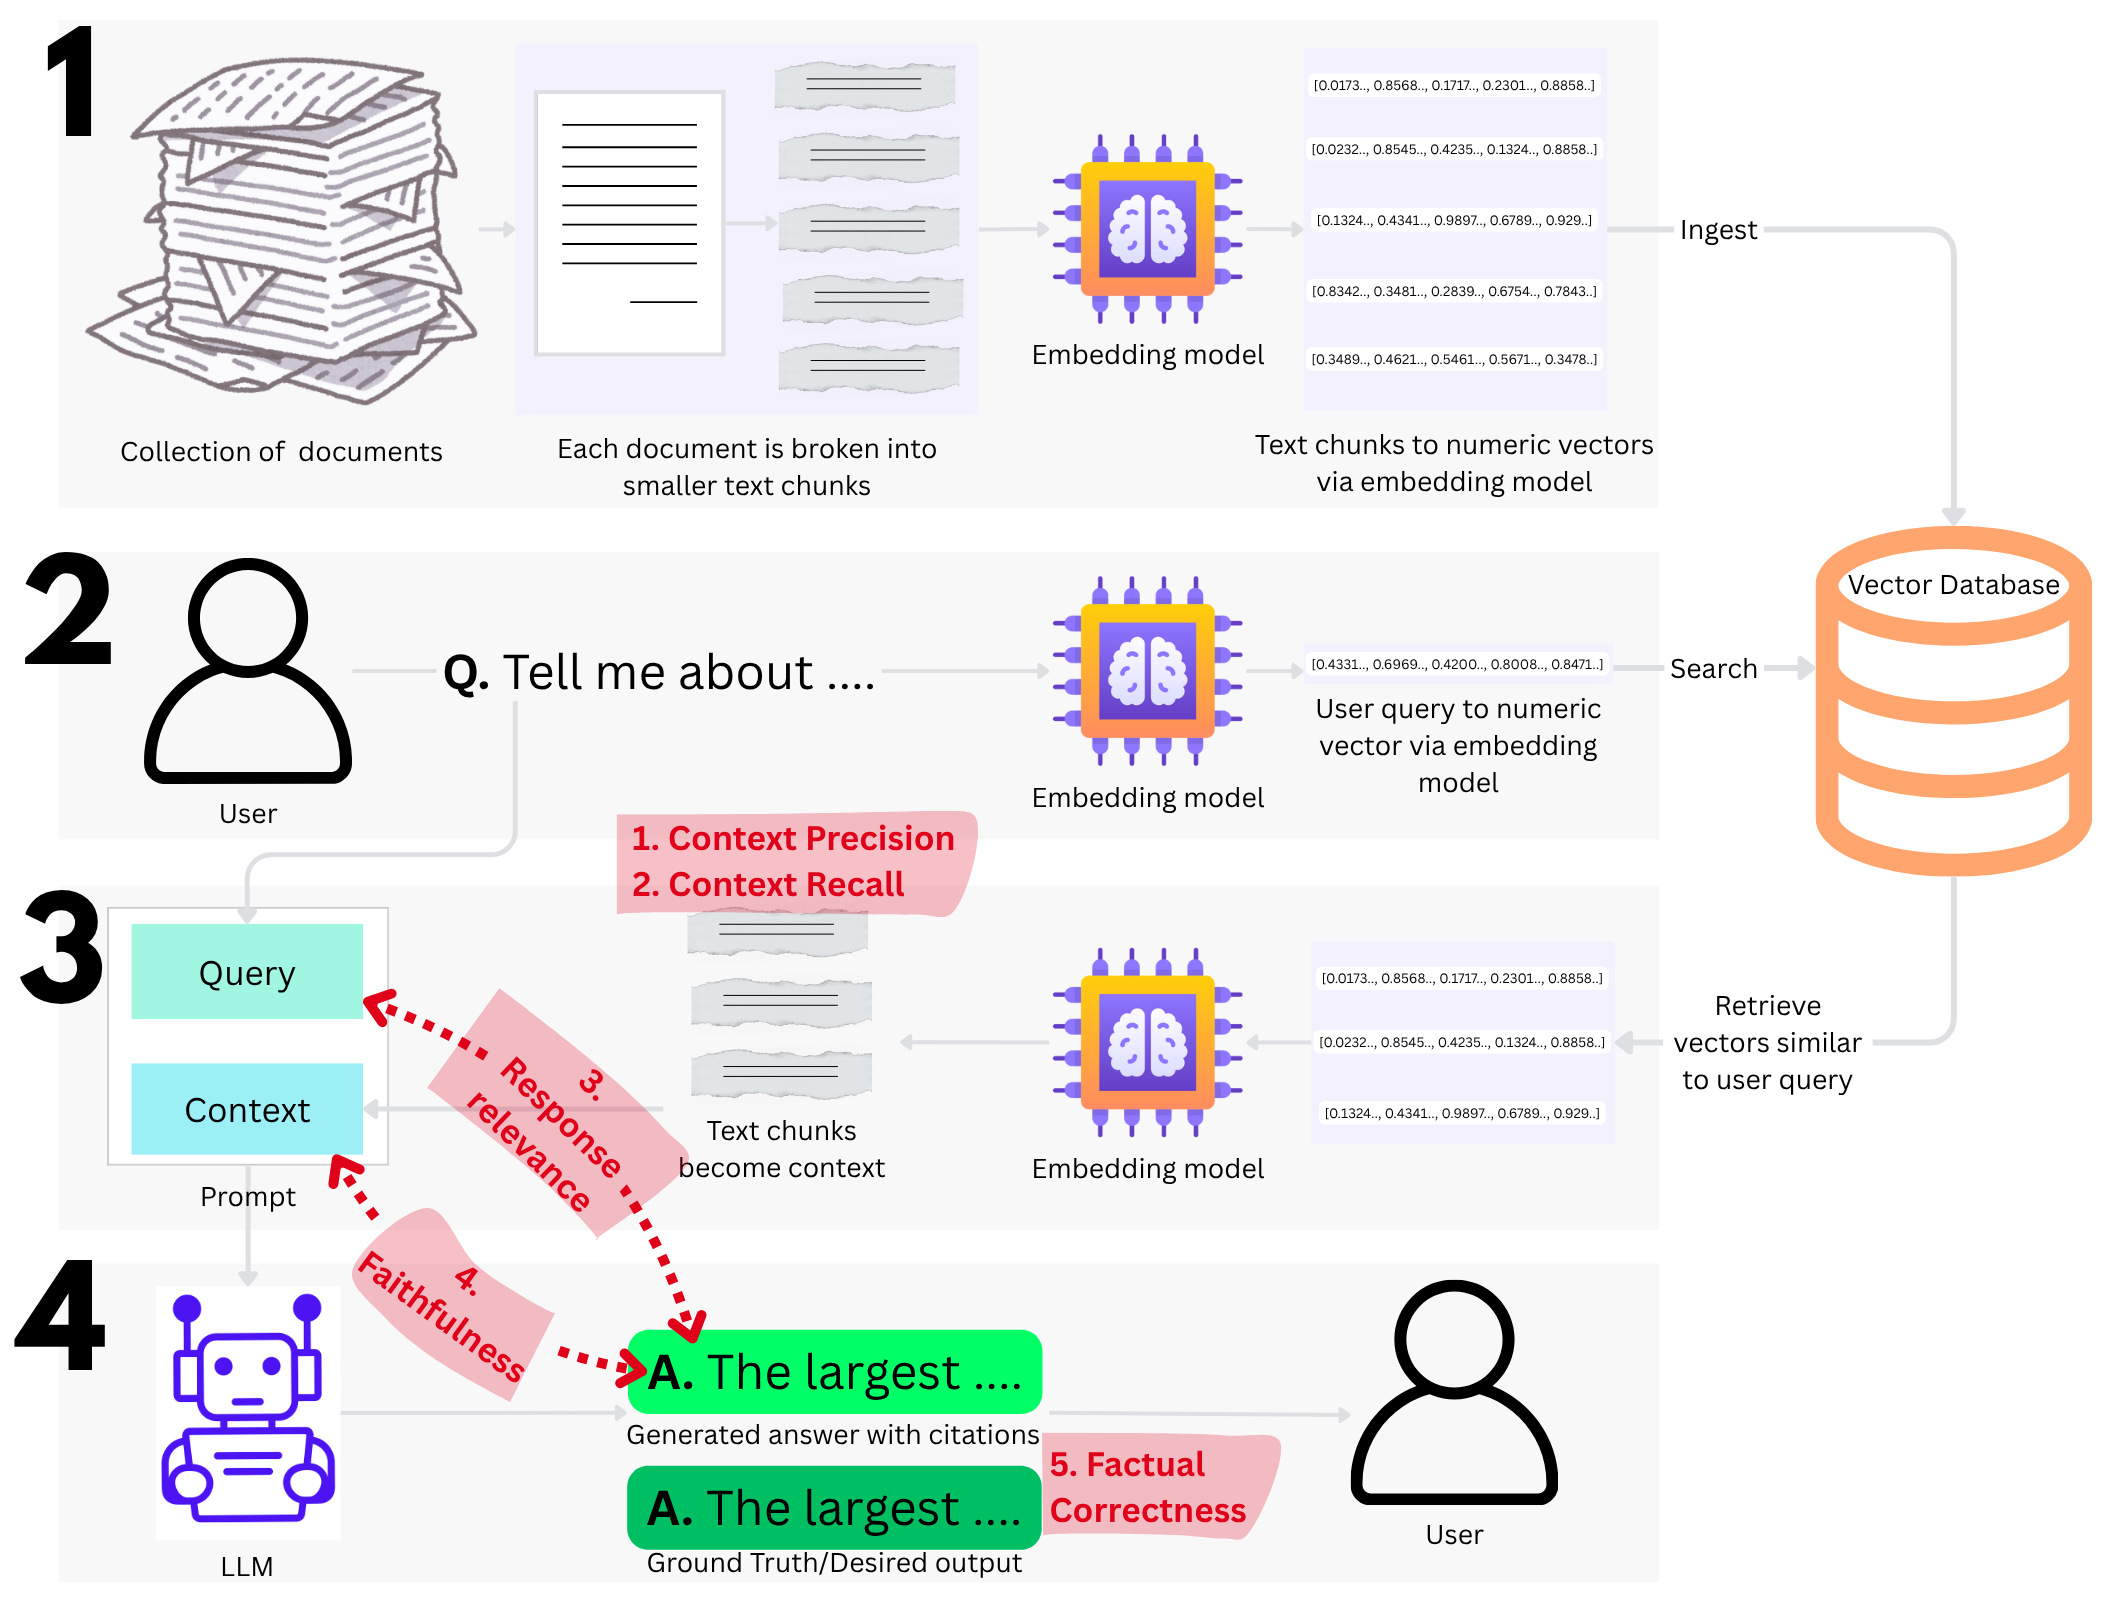 1
[0.0173.., 0.8568.., 0.1717.., 0.2301.., 0.8858..]
[0.0232.., 0.8545.., 0.4235.., 0.1324.., 0.8858..]
[0.1324.., 0.4341.., 0.9897.., 0.6789.., 0.929..]
[0.8342.., 0.3481.., 0.2839.., 0.6754.., 0.7843..]
[0.3489.., 0.4621.., 0.5461.., 0.5671.., 0.3478..]
Ingest
Embedding model
Collection of  documents
Each document is broken into
smaller text chunks
Text chunks to numeric vectors
via embedding model
2
User
Q. Tell me about ....
Embedding model
[0.4331.., 0.6969.., 0.4200.., 0.8008.., 0.8471..]
User query to numeric
vector via embedding
model
Search
Vector Database
1. Context Precision
2. Context Recall
3
Query
Context
Prompt
3.
Response
relevance
Text chunks
become context
Embedding model
[0.0173.., 0.8568.., 0.1717.., 0.2301.., 0.8858..]
[0.0232.., 0.8545.., 0.4235.., 0.1324.., 0.8858..]
[0.1324.., 0.4341.., 0.9897.., 0.6789.., 0.929..]
Retrieve
vectors similar
to user query
4
4.
Faithfulness
LLM
A. The largest ....
Generated answer with citations
A. The largest ....
Ground Truth/Desired output
5. Factual
Correctness
User